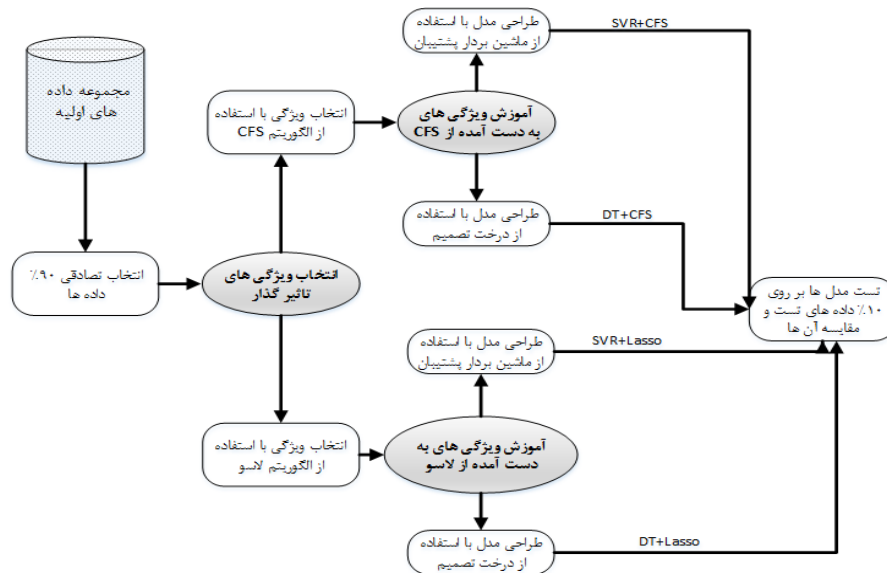 طراحی مدل با استفاده
از ماشین بردار پشتیبان
SVR+CFS
مجموعه داده
های اولیه
انتخاب ویژگی با استفاده
از الگوریتم CFS
آموزش ویژگی های
به دست آمده از CFS
طراحی مدل با استفاده
از درخت تصمیم
DT+CFS
انتخاب تصادقی ۹۰٪
داده ها
انتخاب ویژگی های
تاثیر گذار
تست مدل ها بر روی
۱۰٪ داده های تست و
مقایسه آن ها
طراحی مدل با استفاده
از ماشین بردار پشتیبان
SVR+Lasso
انتخاب ویژگی با استفاده
از الگوریتم لاسو
آموزش ویژگی های به
دست آمده از لاسو
طراحی مدل با استفاده
از درخت تصمیم
DT+Lasso